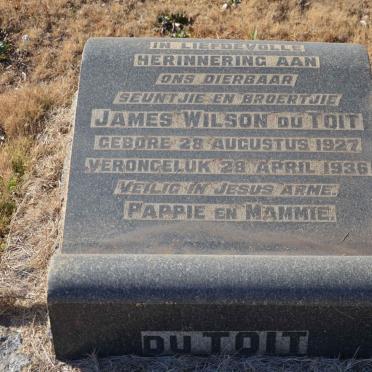 IN LIEFDEVOLLE
HERINNERING AAN
ONS DIERBAAR
SEUNTJIE EN BROERTJIE
JAMES WILSON DU TOIT
GEBORE 28 AUGUSTUS 1927
VERONGELUK 28 APRIL 1936
VEILIG IN JESUS ARME.
PAPPIE EN MAMMIE.
DU TOIT